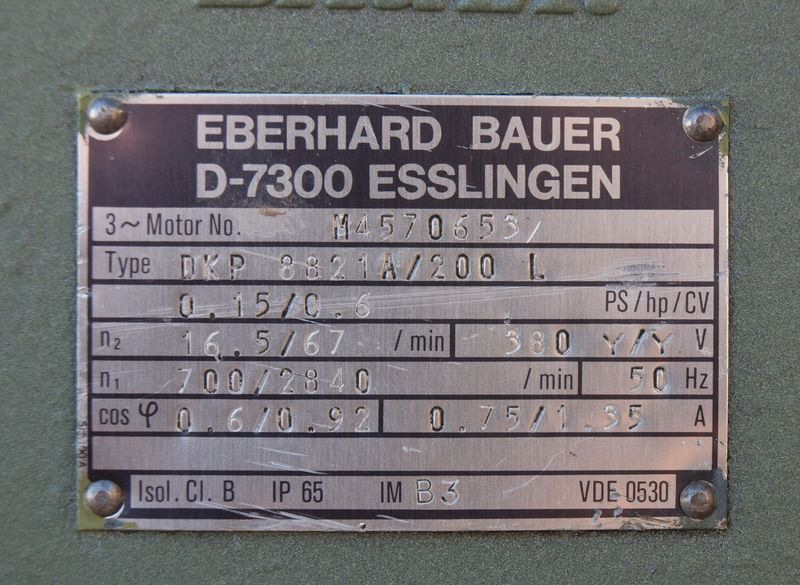 EBERHARD BAUER
D-7300 ESSLINGEN
3~ Motor No. M4570653/
Type DKP 8821A/200 L
0.15/0.6 PS/hp/CV
n₂ 16.5/67 /min 380 Y/Y V
n₁ 700/2840 /min 50 Hz
cos φ 0.6/0.92 0.75/1.35 A
Isol. Cl. B IP 65 IM B3 VDE 0530